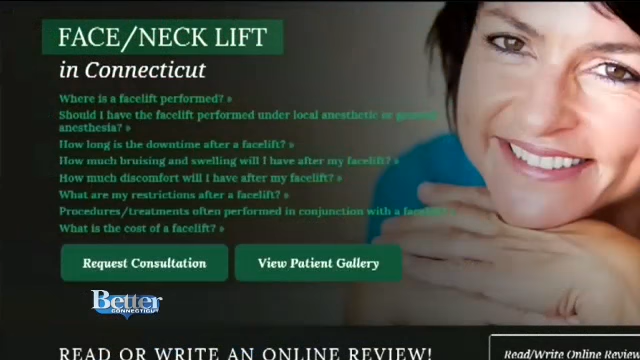 FACE/NECK LIFT
in Connecticut
Where is a facelift performed? »
Should I have the facelift performed under local anesthetic or general
anesthesia? »
How long is the downtime after a facelift? »
How much bruising and swelling will I have after my facelift? »
How much discomfort will I have after my facelift? »
What are my restrictions after a facelift? »
Procedures/treatments often performed in conjunction with a facelift? »
What is the cost of a facelift? »
Request Consultation
View Patient Gallery
Better
CONNECTICUT
READ OR WRITE AN ONLINE REVIEW!
Read/Write Online Review